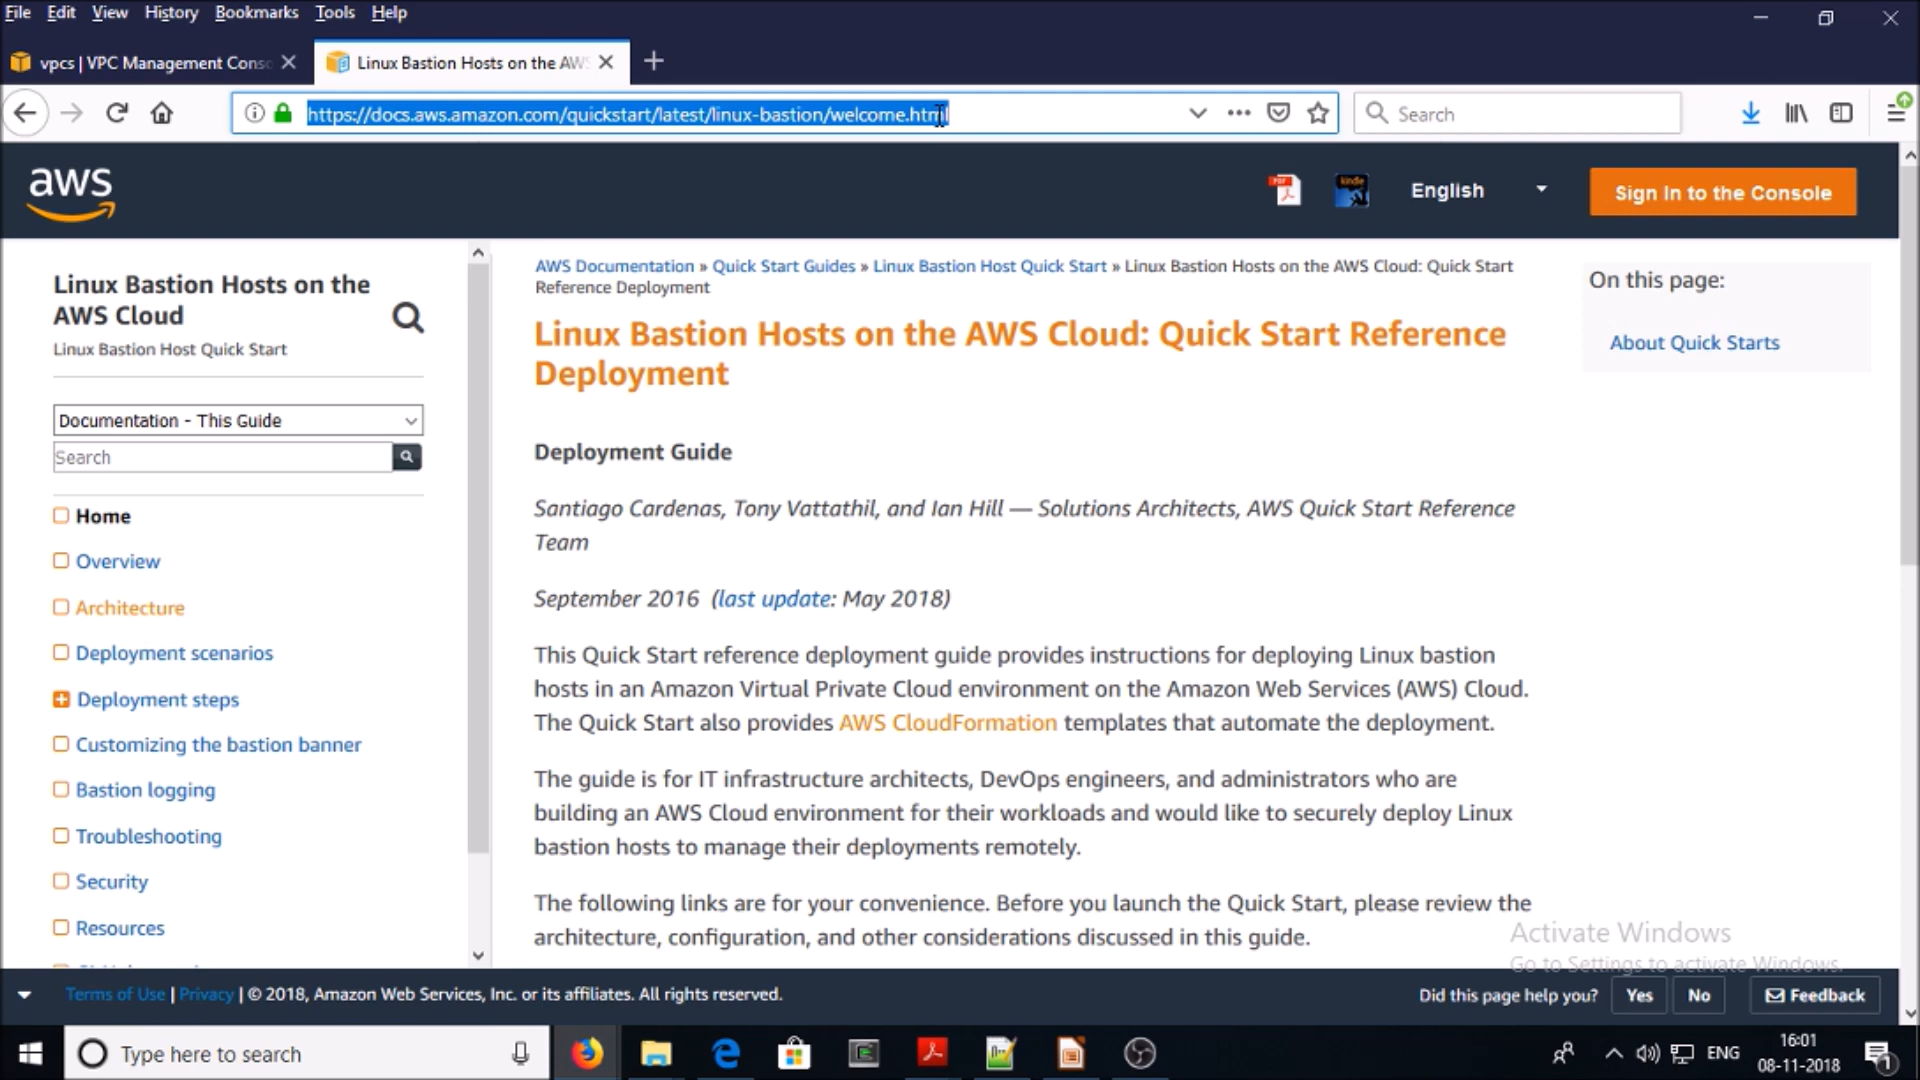 File Edit View History Bookmarks Tools Help
vpcs | VPC Management Conso
Linux Bastion Hosts on the AWS
https://docs.aws.amazon.com/quickstart/latest/linux-bastion/welcome.html
Search
aws
PDF
kindle
English
Sign In to the Console
Linux Bastion Hosts on the
AWS Cloud
Linux Bastion Host Quick Start
Documentation - This Guide
Search
Home
Overview
Architecture
Deployment scenarios
Deployment steps
Customizing the bastion banner
Bastion logging
Troubleshooting
Security
Resources
AWS Documentation » Quick Start Guides » Linux Bastion Host Quick Start » Linux Bastion Hosts on the AWS Cloud: Quick Start
Reference Deployment
Linux Bastion Hosts on the AWS Cloud: Quick Start Reference
Deployment
Deployment Guide
Santiago Cardenas, Tony Vattathil, and Ian Hill — Solutions Architects, AWS Quick Start Reference
Team
September 2016 (last update: May 2018)
This Quick Start reference deployment guide provides instructions for deploying Linux bastion
hosts in an Amazon Virtual Private Cloud environment on the Amazon Web Services (AWS) Cloud.
The Quick Start also provides AWS CloudFormation templates that automate the deployment.
The guide is for IT infrastructure architects, DevOps engineers, and administrators who are
building an AWS Cloud environment for their workloads and would like to securely deploy Linux
bastion hosts to manage their deployments remotely.
The following links are for your convenience. Before you launch the Quick Start, please review the
architecture, configuration, and other considerations discussed in this guide.
On this page:
About Quick Starts
Activate Windows
Go to Settings to activate Windows.
Terms of Use | Privacy | © 2018, Amazon Web Services, Inc. or its affiliates. All rights reserved.
Did this page help you? Yes No Feedback
Type here to search
ENG
16:01
08-11-2018
1